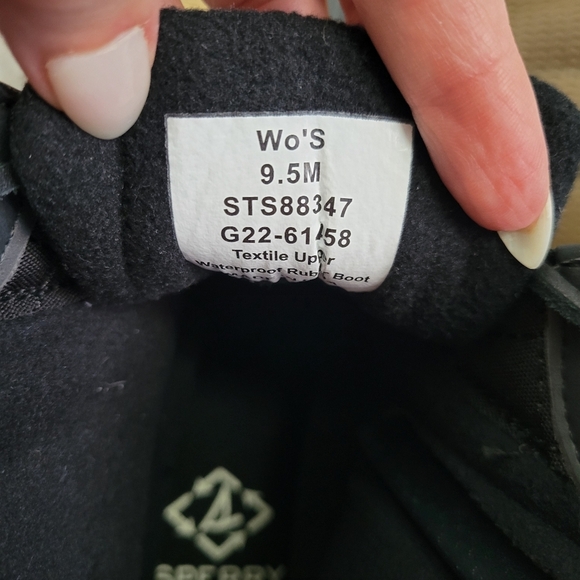 Wo'S
9.5M
STS88347
G22-61458
Textile Upper
Waterproof Rubber Boot
SPERRY